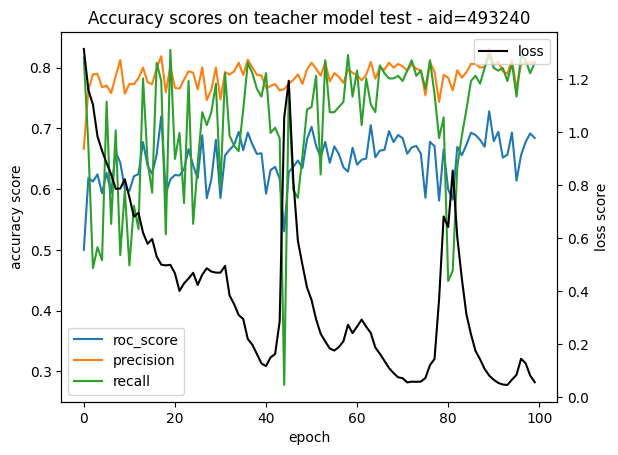 Accuracy scores on teacher model test - aid=493240
loss
0.8
0.7
0.6
0.5
0.4
0.3
accuracy score
1.2
1.0
0.8
0.6
0.4
0.2
0.0
loss score
roc_score
precision
recall
0 20 40 60 80 100
epoch